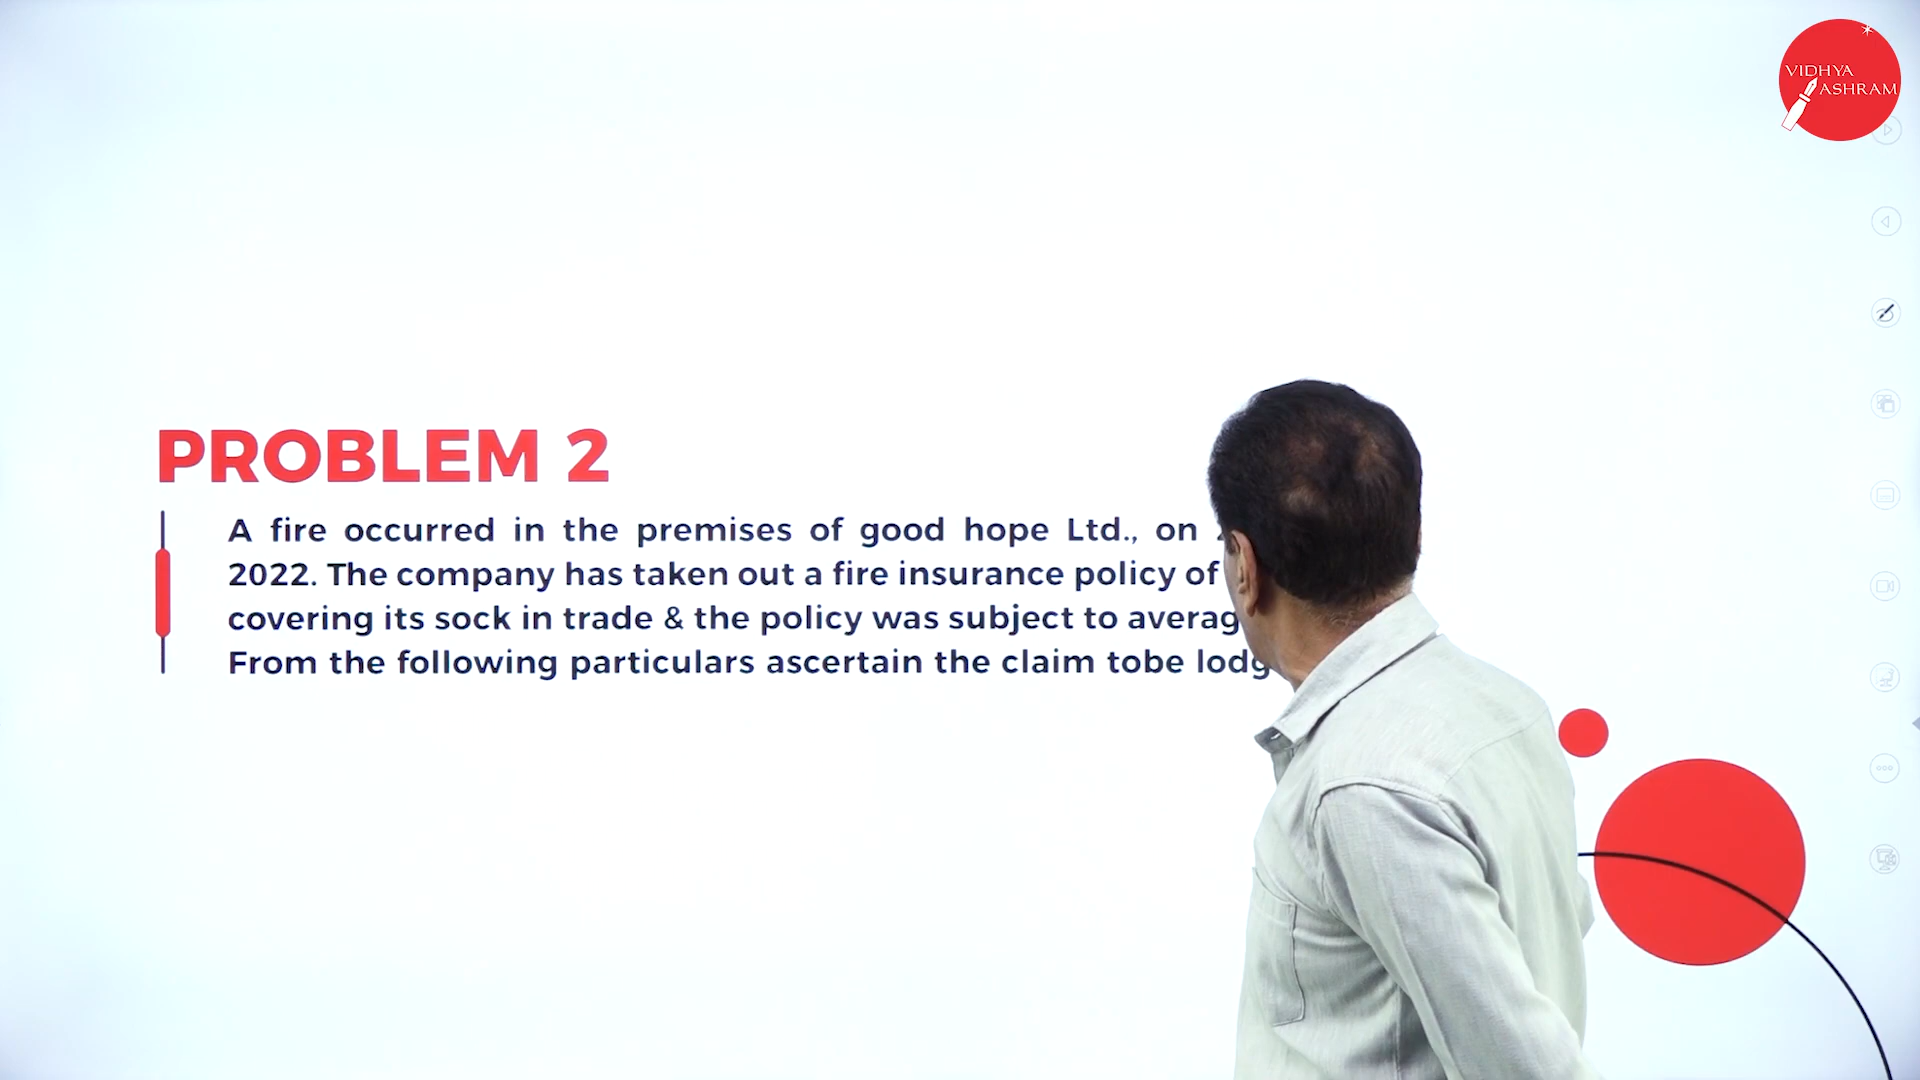 VIDHYA
ASHRAM
PROBLEM 2
A fire occurred in the premises of good hope Ltd., on
2022. The company has taken out a fire insurance policy of
covering its sock in trade & the policy was subject to
From the following particulars ascertain the claim tobe